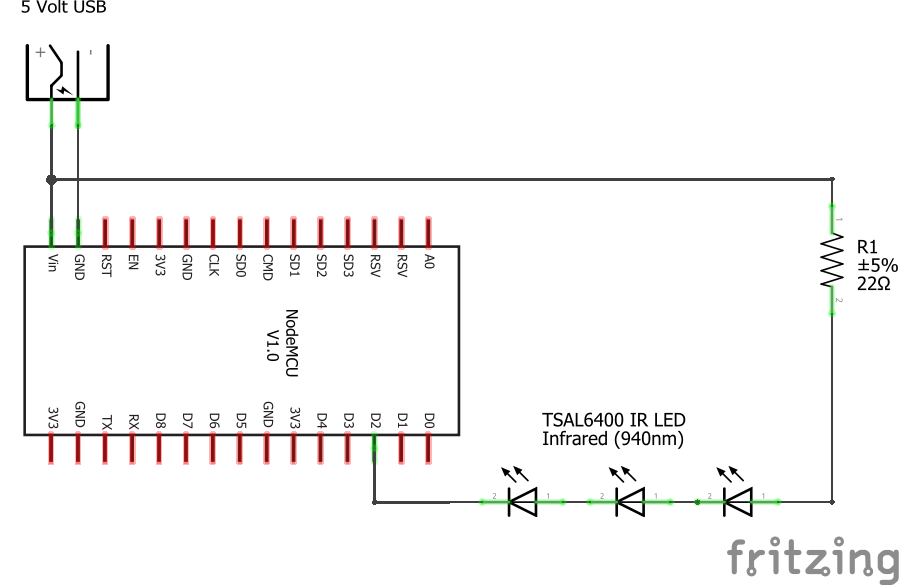 5 Volt USB
+ -
1
R1
±5%
22Ω
2
Vin GND RST EN 3V3 GND CLK SD0 CMD SD1 SD2 SD3 RSV RSV A0
NodeMCU
V1.0
3V3 GND TX RX D8 D7 D6 D5 GND 3V3 D4 D3 D2 D1 D0
TSAL6400 IR LED
Infrared (940nm)
2 1 2 1 2 1
fritzing